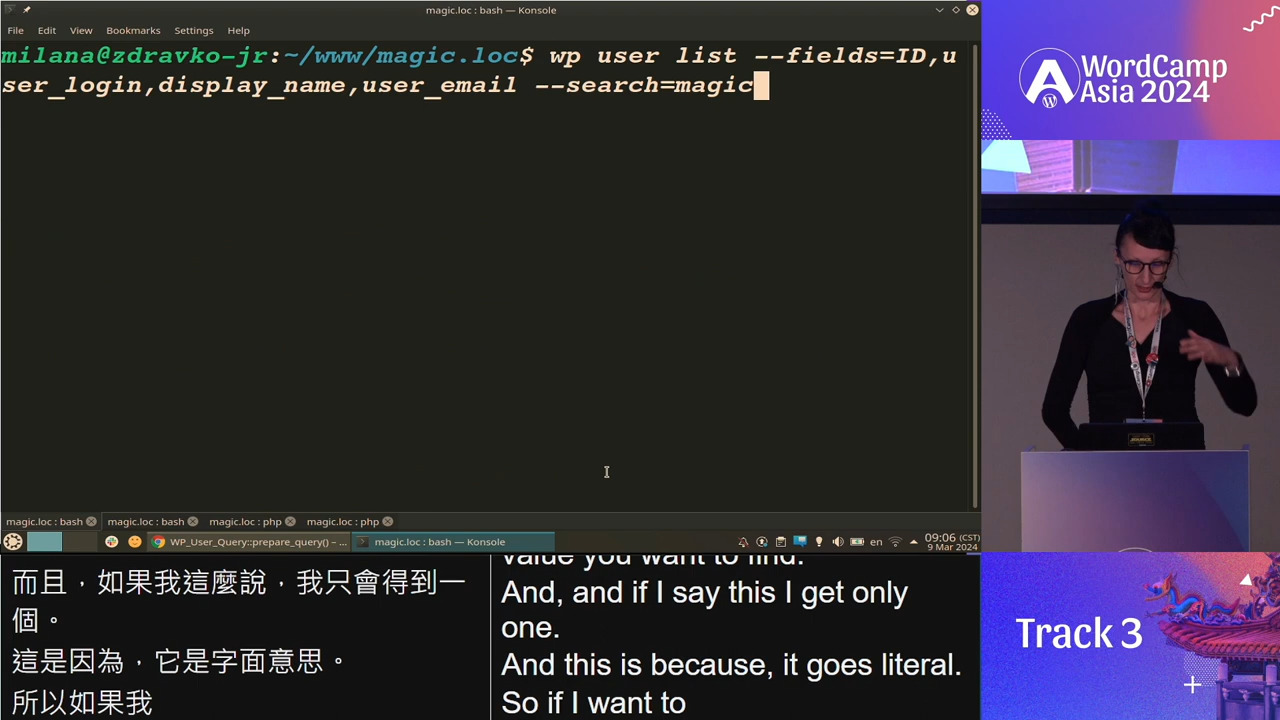 magic.loc : bash — Konsole
File Edit View Bookmarks Settings Help
milana@zdravko-jr:~/www/magic.loc$ wp user list --fields=ID,u
ser_login,display_name,user_email --search=magic
magic.loc : bash magic.loc : bash magic.loc : php magic.loc : php
WP_User_Query::prepare_query() – ... magic.loc : bash — Konsole en 09:06 (CST)
9 Mar 2024
WordCamp
Asia 2024
而且，如果我這麼說，我只會得到一
個。
這是因為，它是字面意思。
所以如果我
value you want to find.
And, and if I say this I get only
one.
And this is because, it goes literal.
So if I want to
Track 3